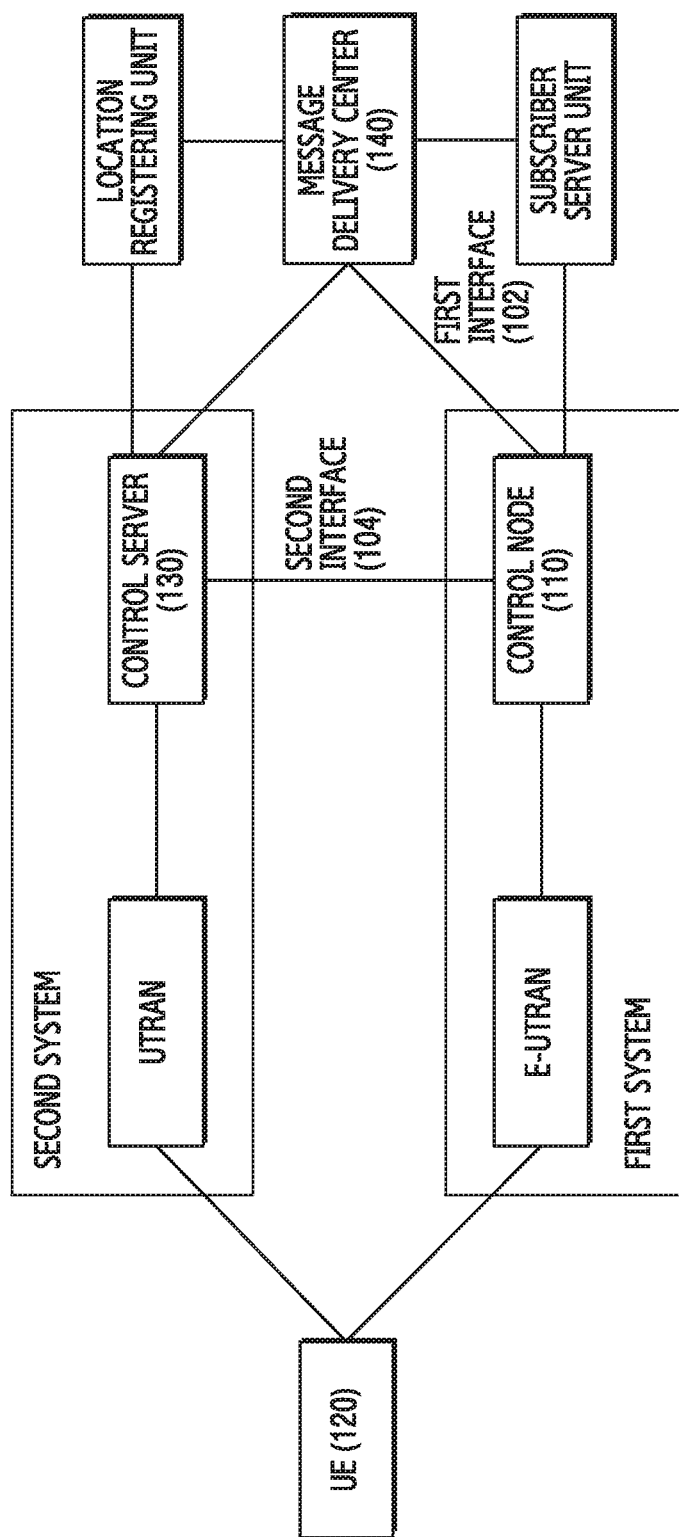 UE (120)
SECOND SYSTEM
UTRAN
CONTROL SERVER
(130)
LOCATION
REGISTERING UNIT
SECOND
INTERFACE
(104)
MESSAGE
DELIVERY CENTER
(140)
FIRST
INTERFACE
(102)
E-UTRAN
CONTROL NODE
(110)
SUBSCRIBER
SERVER UNIT
FIRST SYSTEM